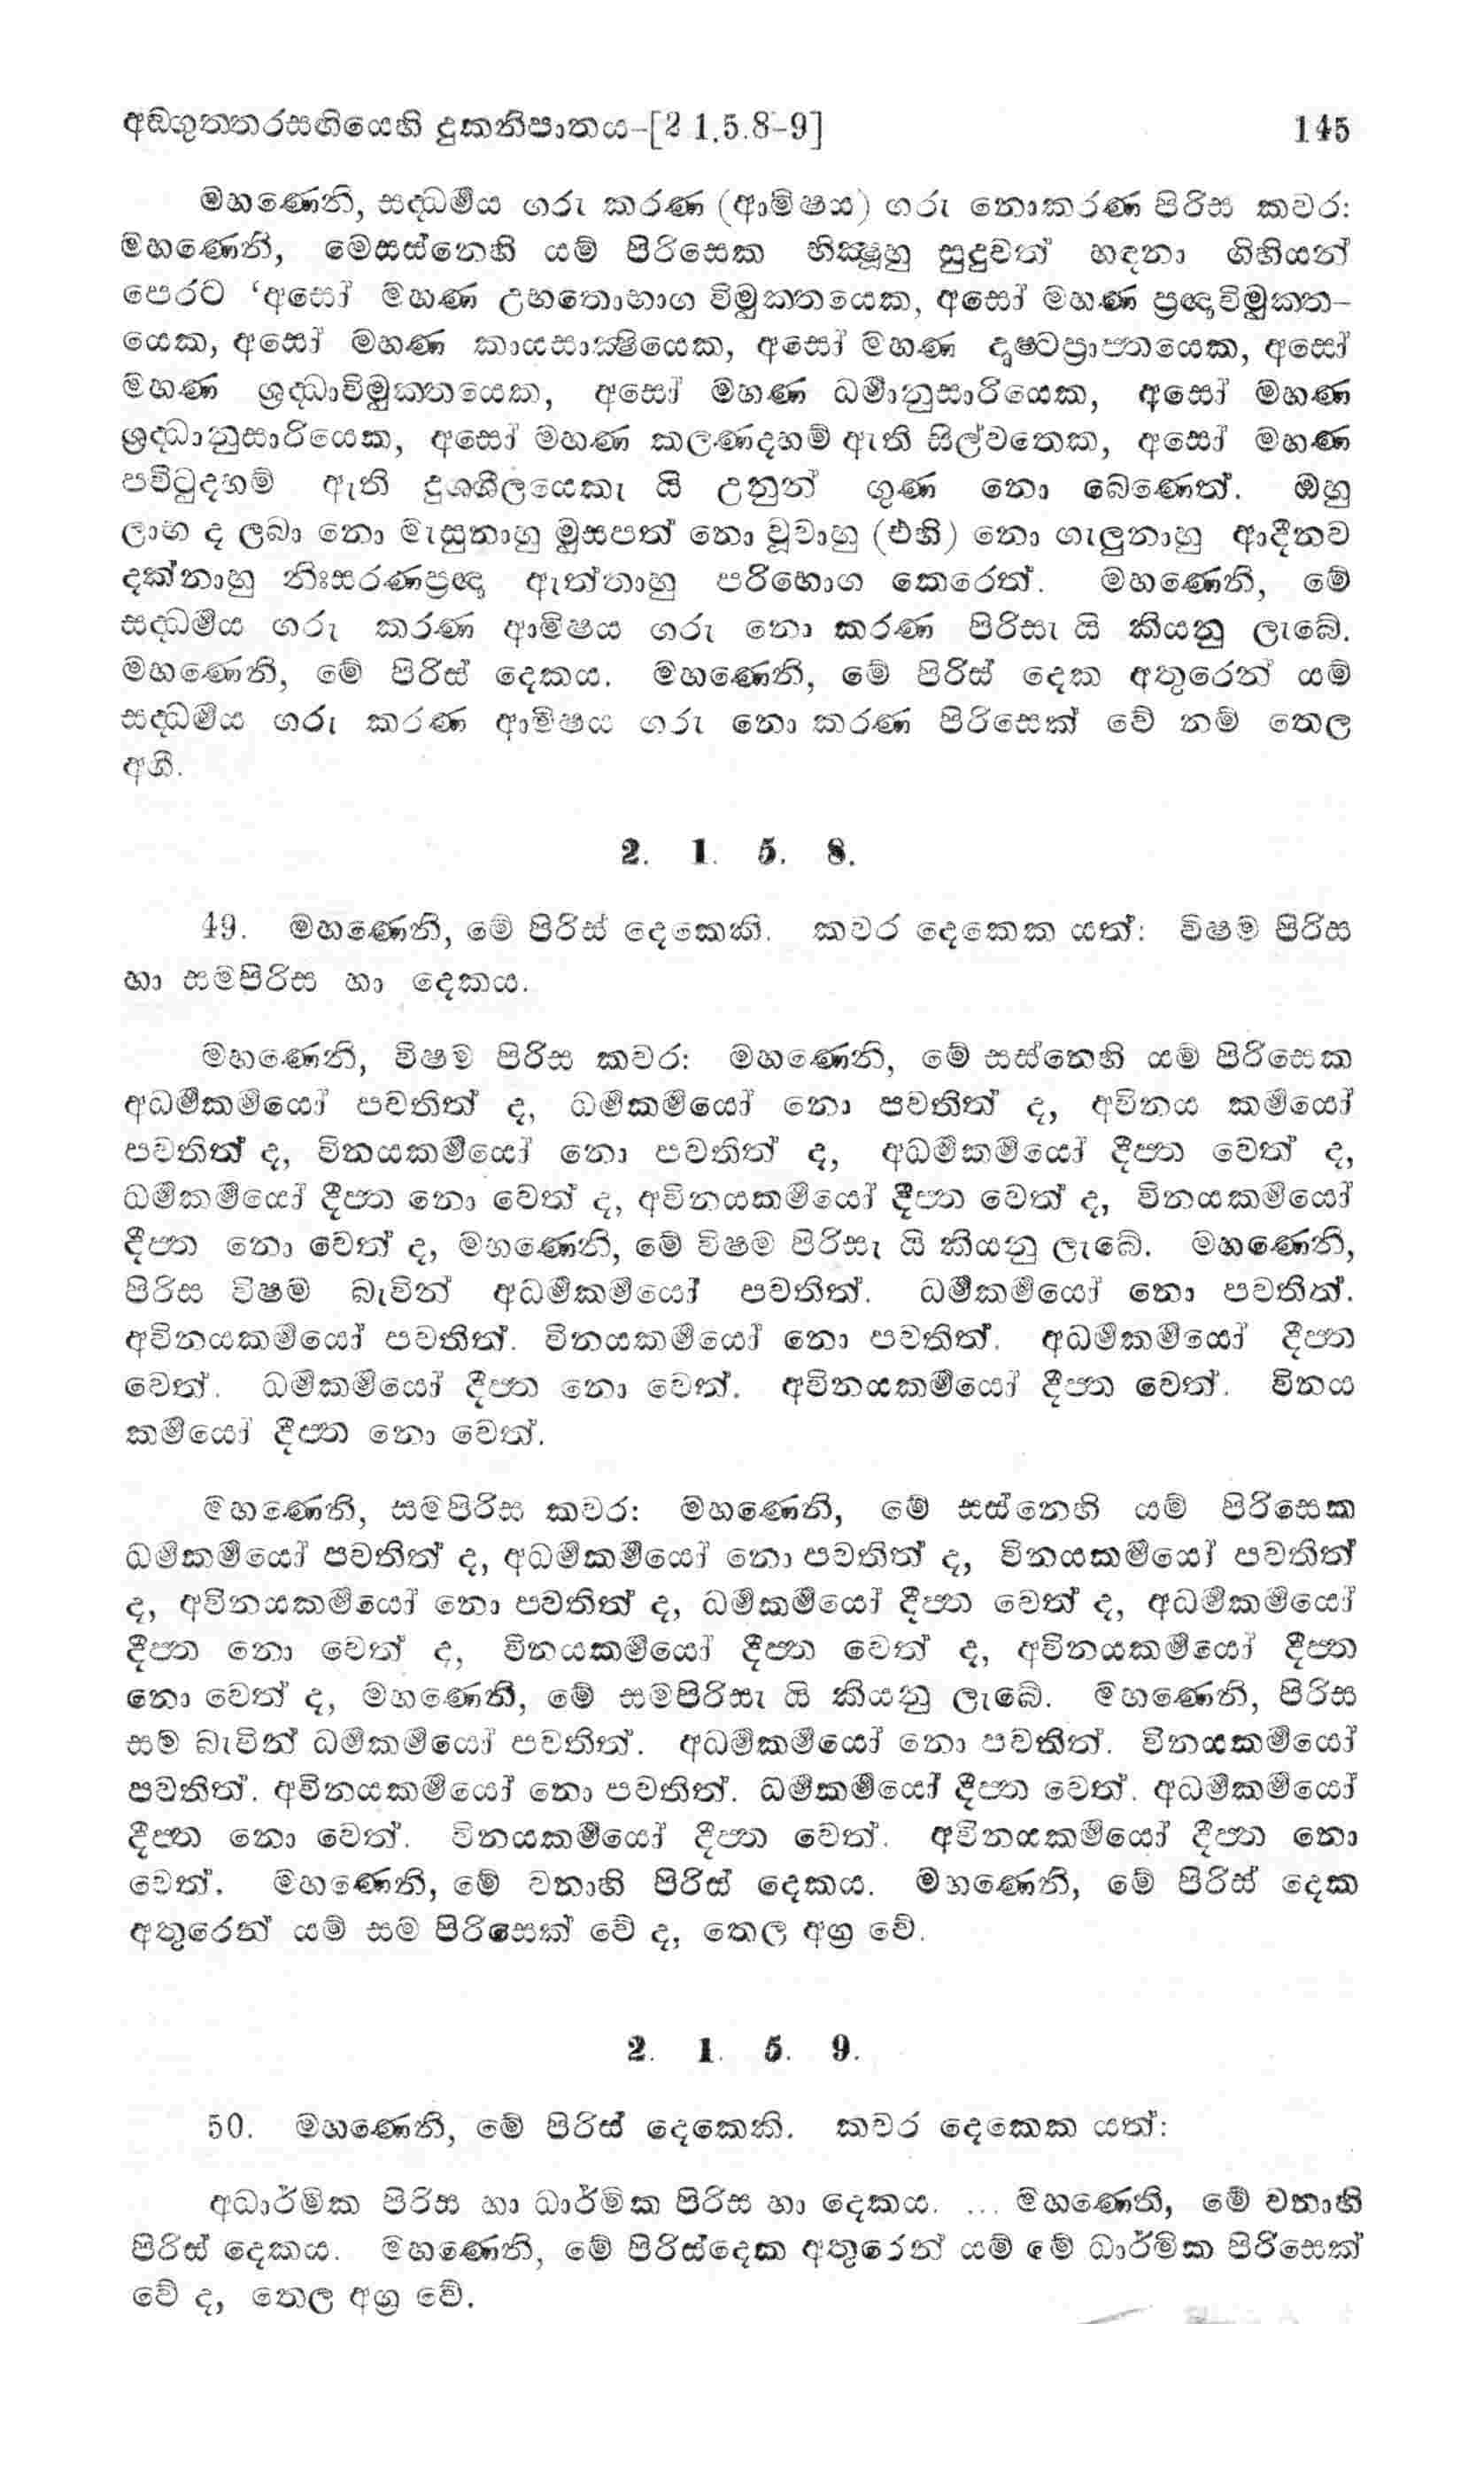 අඞගුත්තරසඟියෙහි දුකනිපාතය–[2 1.5.8-9] 145
මහණෙනි, සද්ධර්‍මය ගරු කරණ (ආමිෂය) ගරු නොකරණ පිරිස කවර:
මහණෙනි, මෙසස්නෙහි යම් පිරිසෙක භික්‍ෂූහු සුදුවත් හඳනා ගිහියන්
පෙරට ‘අසෝ මහණ උභතොභාග විමුක්තයෙක, අසෝ මහණ ප්‍රඥාවිමුක්ත-
යෙක, අසෝ මහණ කායසාක්‍ෂියෙක, අසෝ මහණ දෘෂ්ටප්‍රාප්තයෙක, අසෝ
මහණ ශ්‍රද්ධාවිමුක්තයෙක, අසෝ මහණ ධර්‍මානුසාරියෙක, අසෝ මහණ
ශ්‍රද්ධානුසාරියෙක, අසෝ මහණ කලණදහම් ඇති සිල්වතෙක, අසෝ මහණ
පවිටුදහම් ඇති දුශ්ශීලයෙකැ යි උනුන් ගුණ නො බෙණෙත්. ඔහු
ලාභ ද ලබා නො මැසුනාහු මුසපත් නො වූවාහු (එහි) නො ගැලුනාහු ආදීනව
දක්නාහු නිඃසරණප්‍රඥා ඇත්තාහු පරිභොග කෙරෙත්. මහණෙනි, මේ
සද්ධර්‍මය ගරු කරණ ආමිෂය ගරු නො කරණ පිරිසැ යි කියනු ලැබේ.
මහණෙනි, මේ පිරිස් දෙකය. මහණෙනි, මේ පිරිස් දෙක අතුරෙන් යම්
සද්ධර්‍මය ගරු කරණ ආමිෂය ගරු නො කරණ පිරිසෙක් වේ නම් තෙල
අගී.
2. 1. 5. 8.
49. මහණෙනි, මේ පිරිස් දෙකෙකි. කවර දෙකෙක යත්: විෂම පිරිස
හා සමපිරිස හා දෙකය.
මහණෙනි, විෂම පිරිස කවර: මහණෙනි, මේ සස්නෙහි යම් පිරිසෙක
අධර්‍මකර්‍මයෝ පවතිත් ද, ධර්‍මකර්‍මයෝ නො පවතිත් ද, අවිනය කර්‍මයෝ
පවතිත් ද, විනයකර්‍මයෝ නො පවතිත් ද, අධර්‍මකර්‍මයෝ දීප්ත වෙත් ද,
ධර්‍මකර්‍මයෝ දීප්ත නො වෙත් ද, අවිනයකර්‍මයෝ දීප්ත වෙත් ද, විනයකර්‍මයෝ
දීප්ත නො වෙත් ද, මහණෙනි, මේ විෂම පිරිසැ යි කියනු ලැබේ. මහණෙනි,
පිරිස විෂම බැවින් අධර්‍මකර්‍මයෝ පවතිත්. ධර්‍මකර්‍මයෝ නො පවතිත්.
අවිනයකර්‍මයෝ පවතිත්. විනයකර්‍මයෝ නො පවතිත්. අධර්‍මකර්‍මයෝ දීප්ත
වෙත්. ධර්‍මකර්‍මයෝ දීප්ත නො වෙත්. අවිනයකර්‍මයෝ දීප්ත වෙත්. විනය
කර්‍මයෝ දීප්ත නො වෙත්.
මහණෙනි, සමපිරිස කවර: මහණෙනි, මේ සස්නෙහි යම් පිරිසෙක
ධර්‍මකර්‍මයෝ පවතිත් ද, අධර්‍මකර්‍මයෝ නො පවතිත් ද, විනයකර්‍මයෝ පවතිත්
ද, අවිනයකර්‍මයෝ නො පවතිත් ද, ධර්‍මකර්‍මයෝ දීප්ත වෙත් ද, අධර්‍මකර්‍මයෝ
දීප්ත නො වෙත් ද, විනයකර්‍මයෝ දීප්ත වෙත් ද, අවිනයකර්‍මයෝ දීප්ත
නො වෙත් ද, මහණෙනි, මේ සමපිරිසැ යි කියනු ලැබේ. මහණෙනි, පිරිස
සම බැවින් ධර්‍මකර්‍මයෝ පවතිත්. අධර්‍මකර්‍මයෝ නො පවතිත්. විනයකර්‍මයෝ
පවතිත්. අවිනයකර්‍මයෝ නො පවතිත්. ධර්‍මකර්‍මයෝ දීප්ත වෙත්. අධර්‍මකර්‍මයෝ
දීප්ත නො වෙත්. විනයකර්‍මයෝ දීප්ත වෙත්. අවිනයකර්‍මයෝ දීප්ත නො
වෙත්. මහණෙනි, මේ වනාහි පිරිස් දෙකය. මහණෙනි, මේ පිරිස් දෙක
අතුරෙන් යම් සම පිරිසෙක් වේ ද, තෙල අග්‍ර වේ.
2. 1. 5. 9.
50. මහණෙනි, මේ පිරිස් දෙකෙකි. කවර දෙකෙක යත්:
අධාර්මික පිරිස හා ධාර්මික පිරිස හා දෙකය. ... මහණෙනි, මේ වනාහි
පිරිස් දෙකය. මහණෙනි, මේ පිරිස්දෙක අතුරෙන් යම් මේ ධාර්මික පිරිසෙක්
වේ ද, තෙල අග්‍ර වේ.